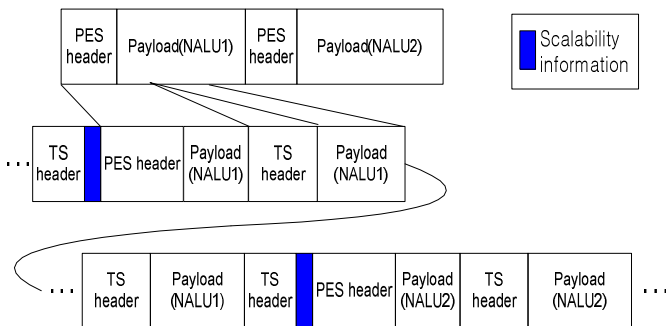 PES header Payload(NALU1) PES header Payload(NALU2)
Scalability information
... TS header PES header Payload (NALU1) TS header Payload (NALU1)
... TS header Payload (NALU1) TS header PES header Payload (NALU2) TS header Payload (NALU2) ...